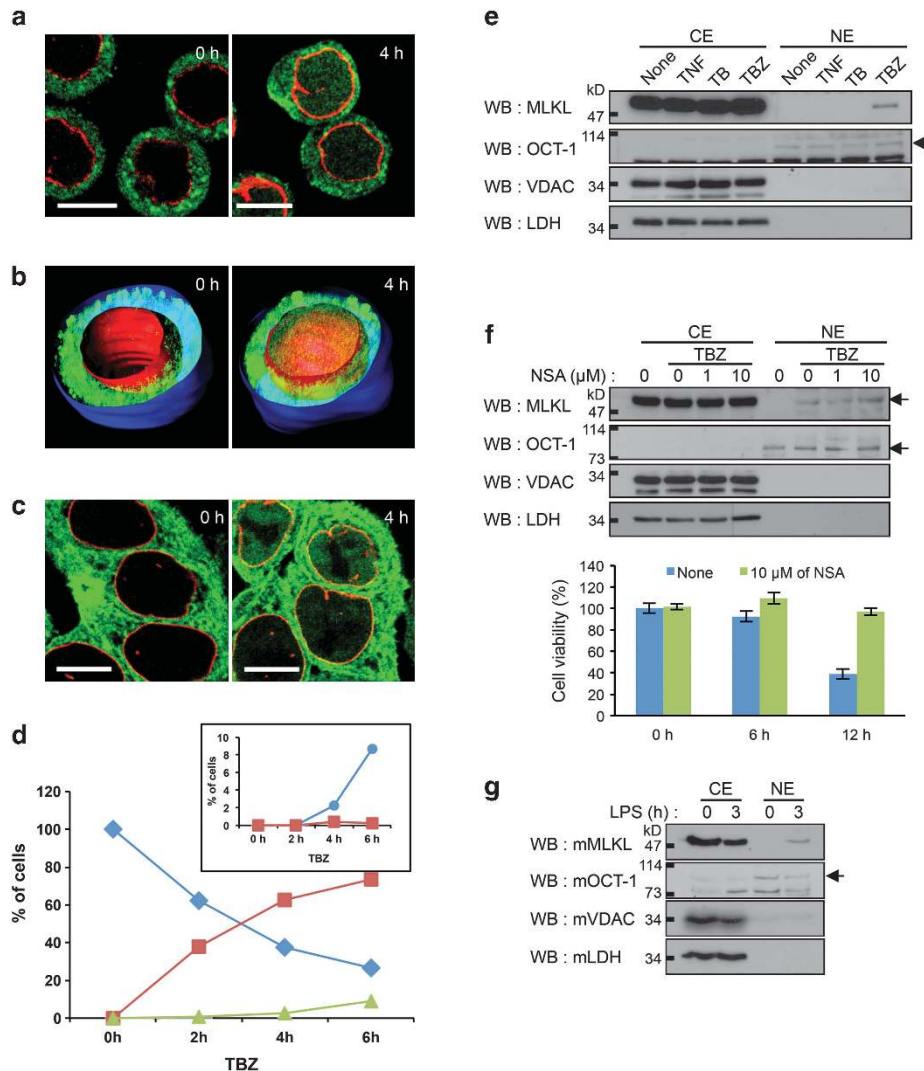 a
0 h
4 h
b
0 h
4 h
c
0 h
4 h
d
% of cells
120
100
80
60
40
20
0
0h
2h
4h
6h
TBZ
% of cells
10
8
6
4
2
0
0 h
2 h
4 h
6 h
TBZ
e
CE
NE
None
TNF
TB
TBZ
None
TNF
TB
TBZ
kD
WB : MLKL
47
114
WB : OCT-1
WB : VDAC
34
WB : LDH
34
f
CE
NE
TBZ
TBZ
NSA (µM) :
0 0 1 10 0 0 1 10
kD
WB : MLKL
47
114
WB : OCT-1
73
WB : VDAC
34
WB : LDH
34
None
10 µM of NSA
Cell viability (%)
140
120
100
80
60
40
20
0
0 h
6 h
12 h
g
CE
NE
LPS (h) :
0 3 0 3
kD
WB : mMLKL
47
114
WB : mOCT-1
73
WB : mVDAC
34
WB : mLDH
34